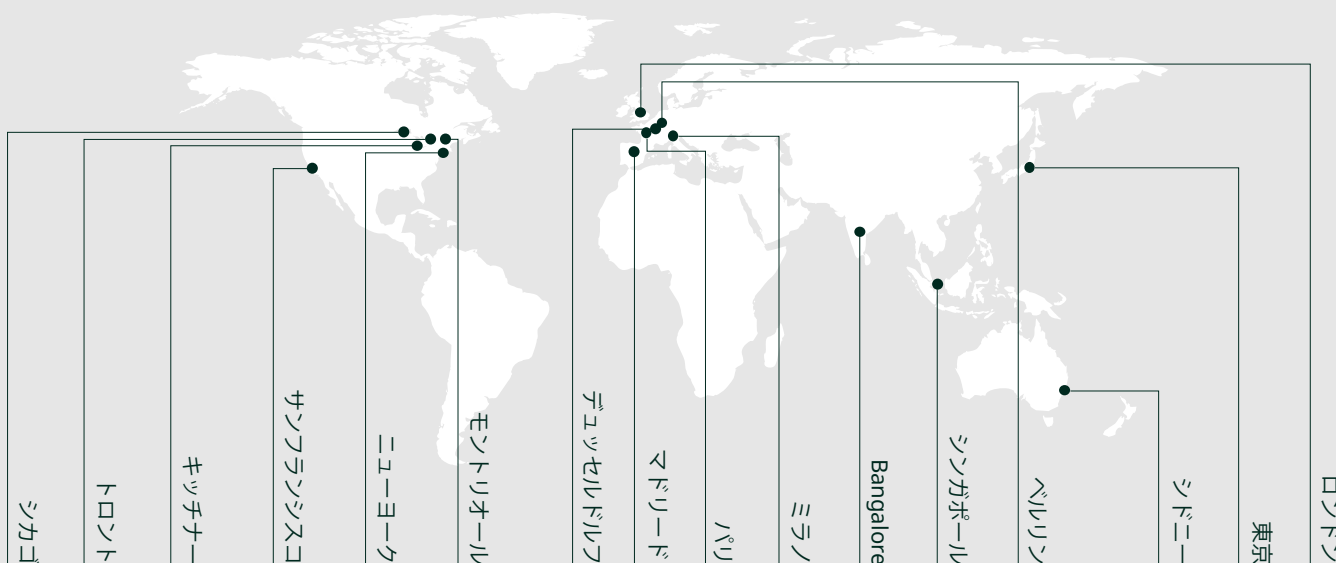 シカゴ
トロント
キッチナー
サンフランシスコ
ニューヨーク
モントリオール
デュッセルドルフ
マドリード
パリ
ミラノ
Bangalore
シンガポール
ベルリン
シドニー
東京
ロンドン